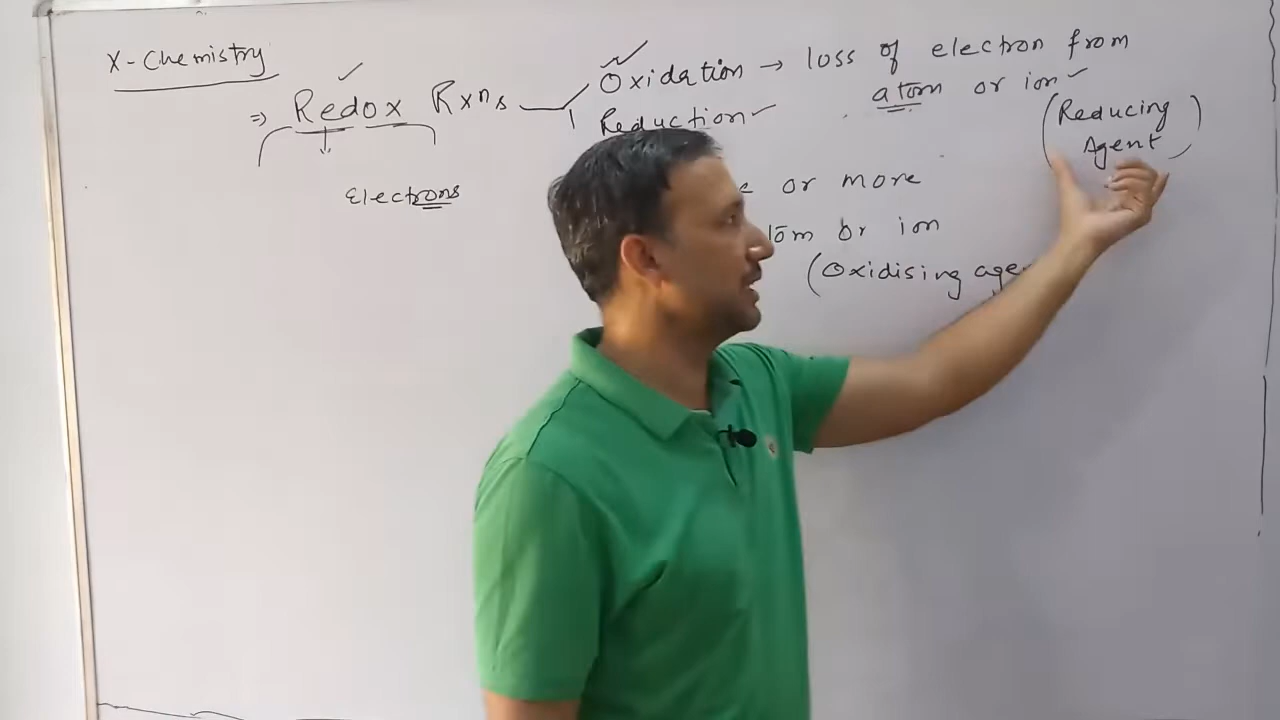 X - Chemistry
⇒ Redox Rxns
Oxidation → loss of electron from
atom or ion
(Reducing
Agent)
Reduction
Electrons
or more
or ion
(Oxidising